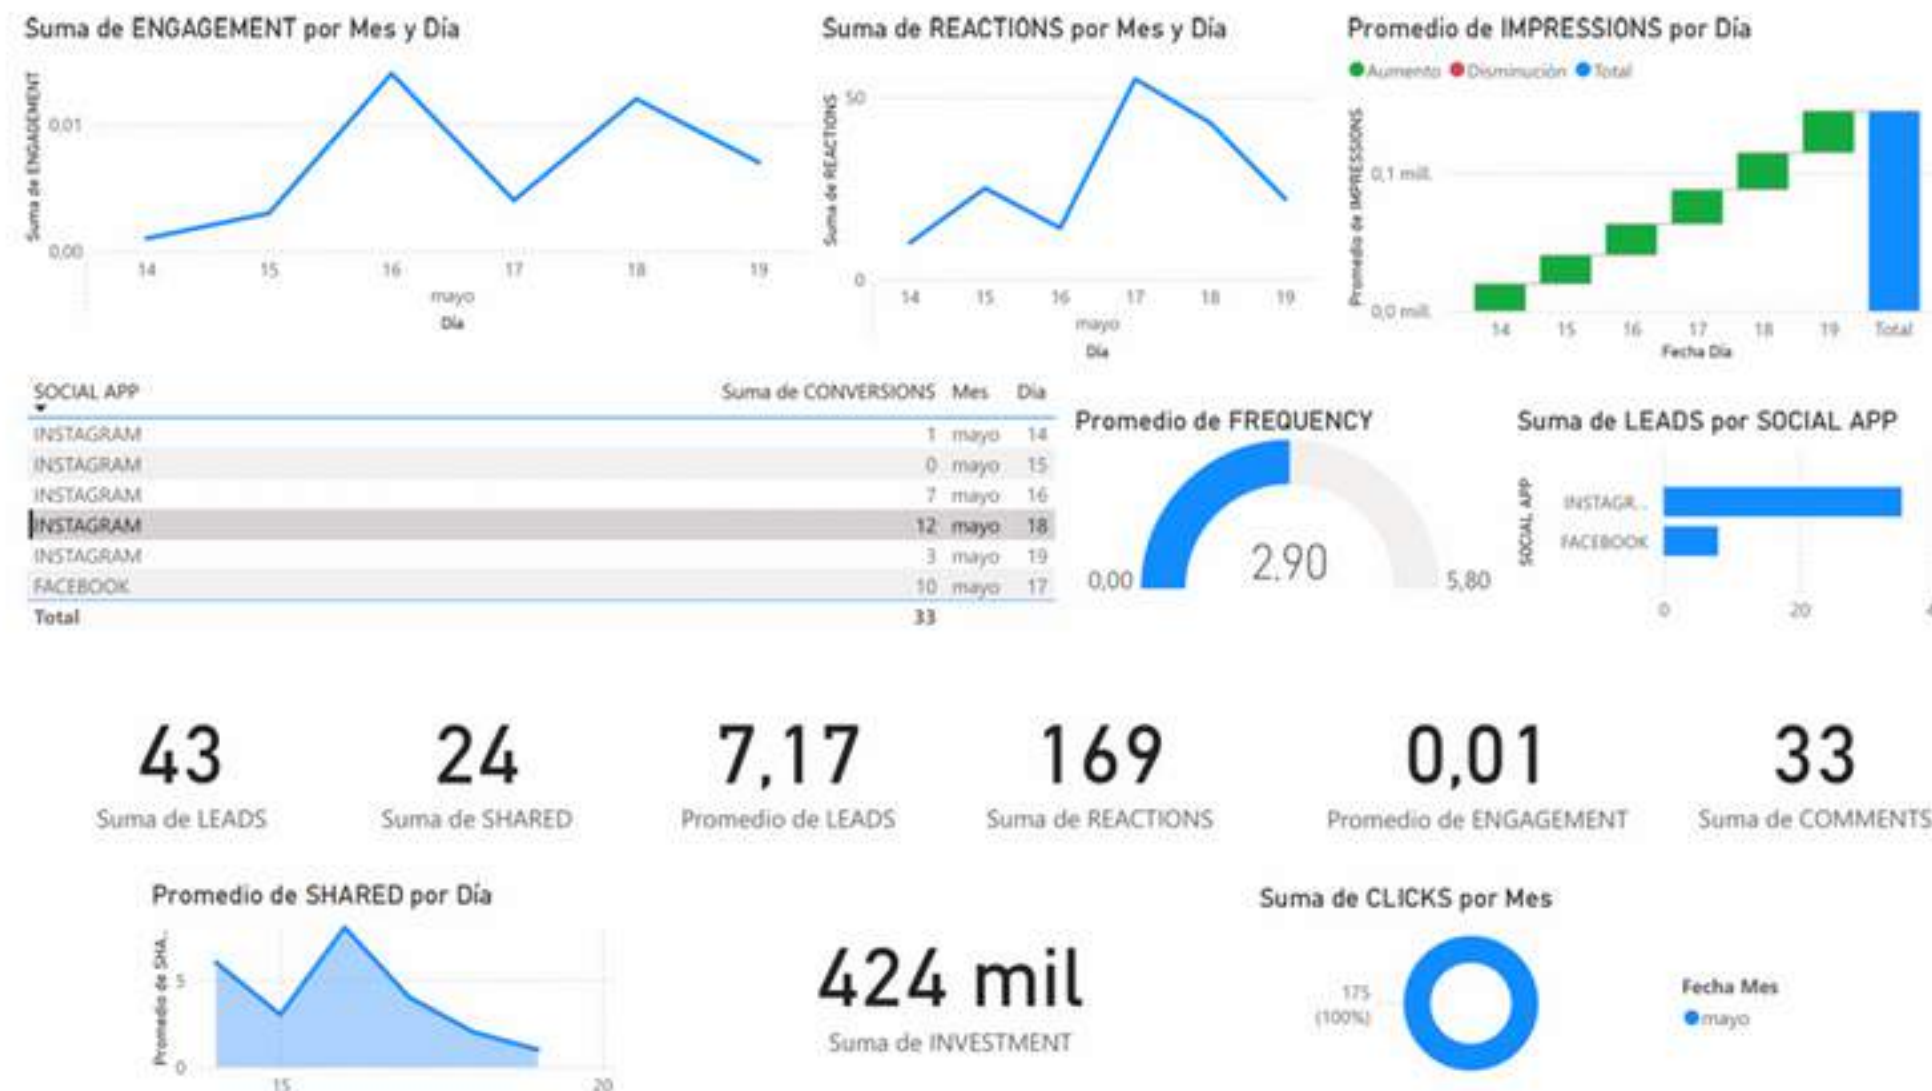 Suma de ENGAGEMENT por Mes y Día
Suma de ENGAGEMENT
0,01
0,00
14 15 16 17 18 19
mayo
Día
Suma de REACTIONS por Mes y Día
Suma de REACTIONS
50
0
14 15 16 17 18 19
mayo
Día
Promedio de IMPRESSIONS por Día
Aumento Disminución Total
Promedio de IMPRESSIONS
0,1 mill.
0,0 mill.
14 15 16 17 18 19 Total
Fecha Día
SOCIAL APP Suma de CONVERSIONS Mes Día
INSTAGRAM 1 mayo 14
INSTAGRAM 0 mayo 15
INSTAGRAM 7 mayo 16
INSTAGRAM 12 mayo 18
INSTAGRAM 3 mayo 19
FACEBOOK 10 mayo 17
Total 33
Promedio de FREQUENCY
2,90
0,00 5,80
Suma de LEADS por SOCIAL APP
SOCIAL APP
INSTAGR...
FACEBOOK
0 20
43
Suma de LEADS
24
Suma de SHARED
7,17
Promedio de LEADS
169
Suma de REACTIONS
0,01
Promedio de ENGAGEMENT
33
Suma de COMMENTS
Promedio de SHARED por Día
Promedio de SHA...
5
0
15 20
424 mil
Suma de INVESTMENT
Suma de CLICKS por Mes
175
(100%)
Fecha Mes
mayo